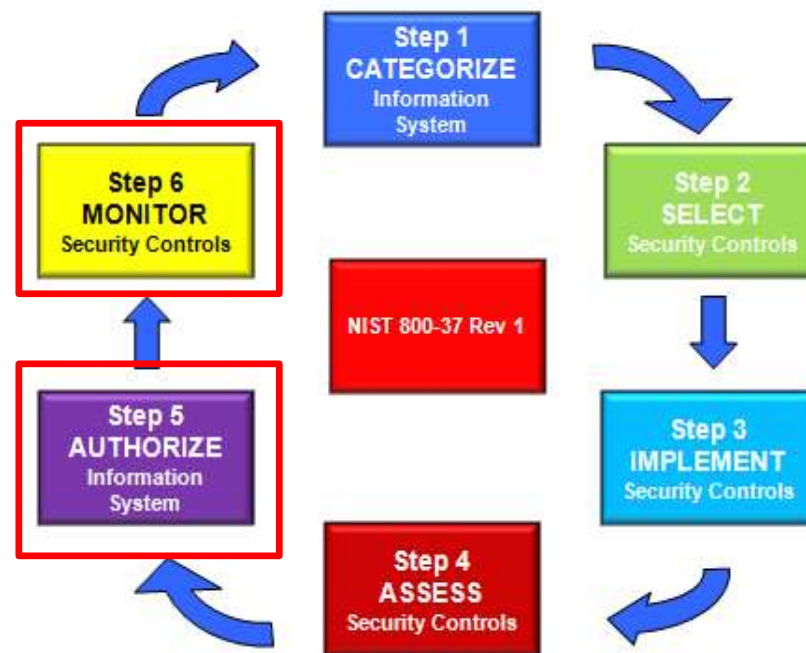 Step 1
CATEGORIZE
Information
System
Step 2
SELECT
Security Controls
Step 3
IMPLEMENT
Security Controls
Step 4
ASSESS
Security Controls
Step 5
AUTHORIZE
Information
System
Step 6
MONITOR
Security Controls
NIST 800-37 Rev 1